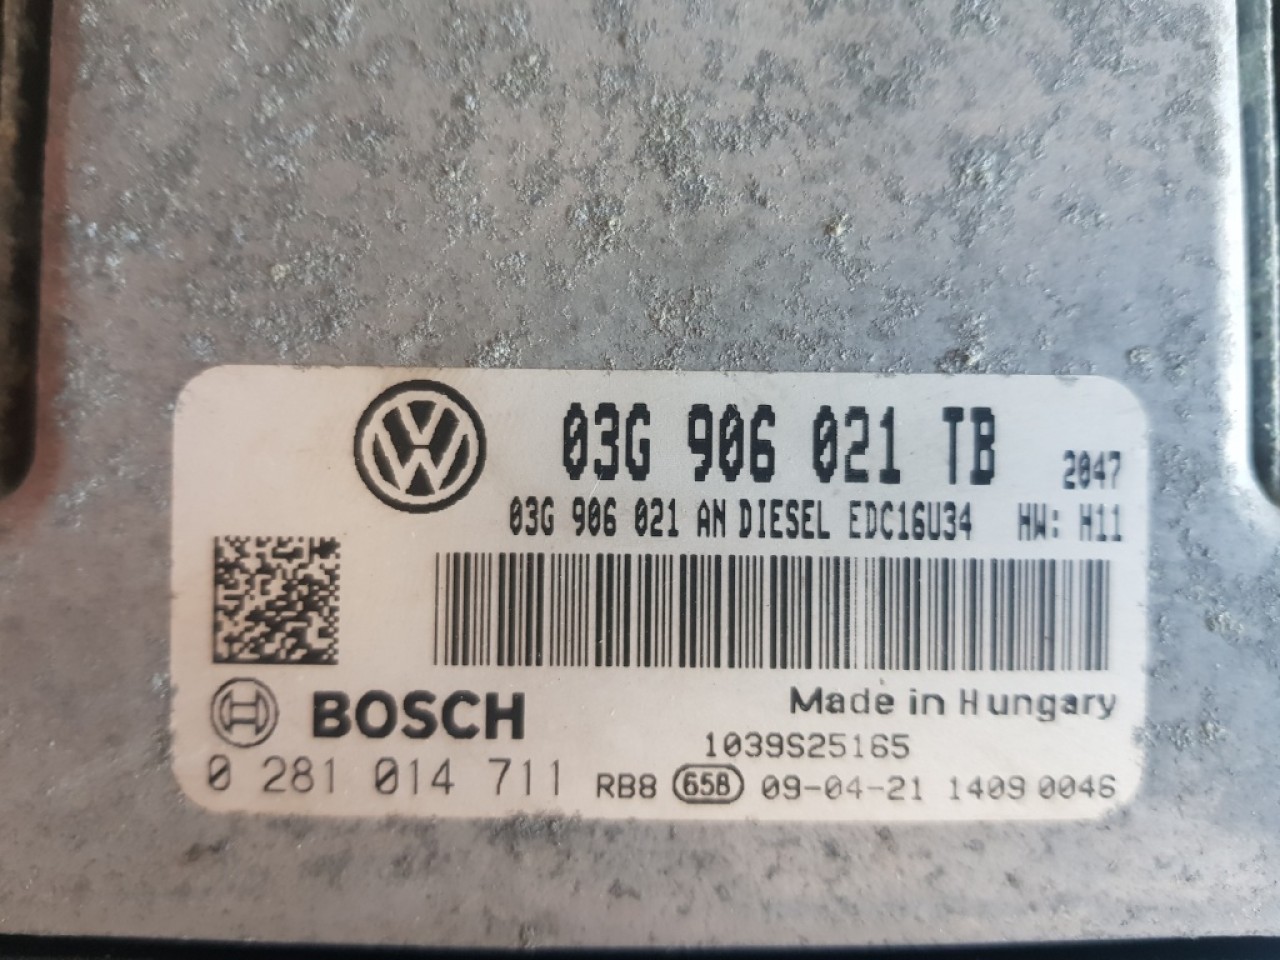 03G 906 021 TB 2047
03G 906 021 AN DIESEL EDC16U34 HW: H11
BOSCH
Made in Hungary
1039S25165
0 281 014 711 RB8 65B 09-04-21 1409 0046